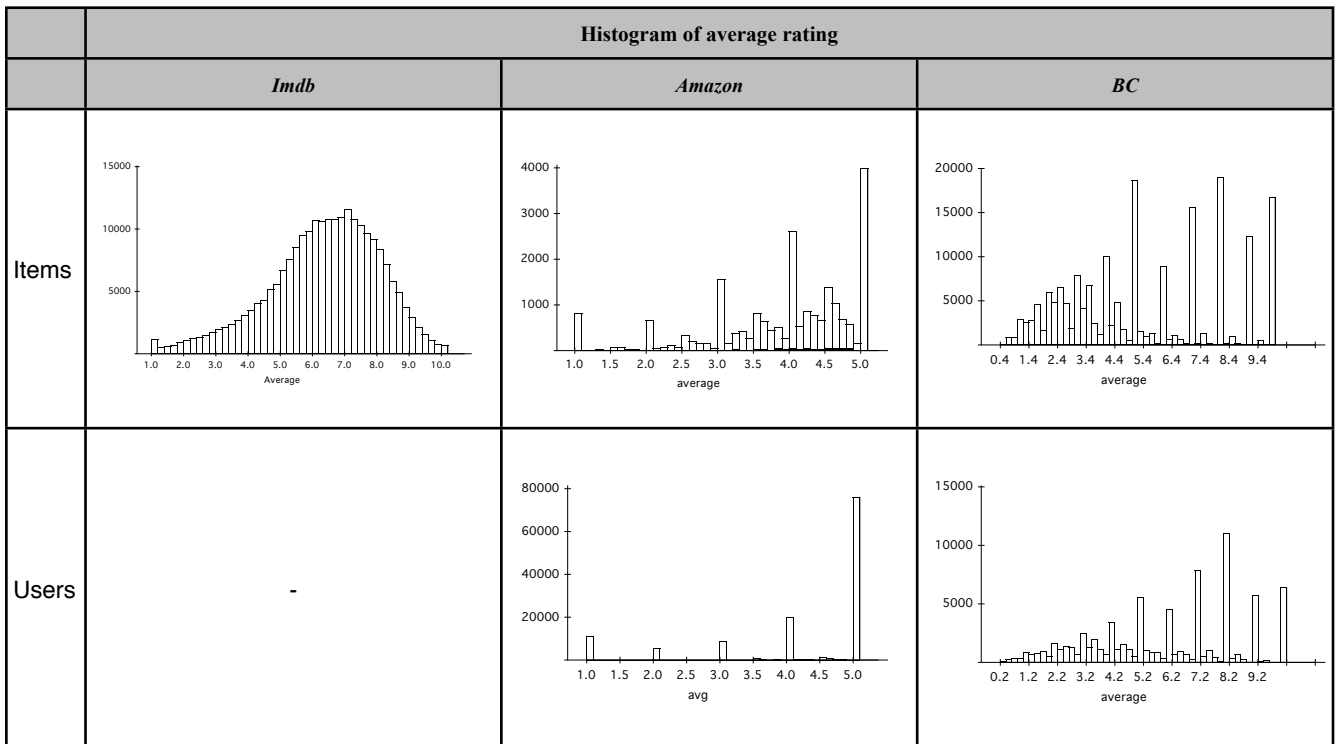 Histogram of average rating
Imdb Amazon BC
Items
15000
10000
5000
1.0 2.0 3.0 4.0 5.0 6.0 7.0 8.0 9.0 10.0
Average
4000
3000
2000
1000
1.0 1.5 2.0 2.5 3.0 3.5 4.0 4.5 5.0
average
20000
15000
10000
5000
0.4 1.4 2.4 3.4 4.4 5.4 6.4 7.4 8.4 9.4
average
Users
-
80000
60000
40000
20000
1.0 1.5 2.0 2.5 3.0 3.5 4.0 4.5 5.0
avg
15000
10000
5000
0.2 1.2 2.2 3.2 4.2 5.2 6.2 7.2 8.2 9.2
average